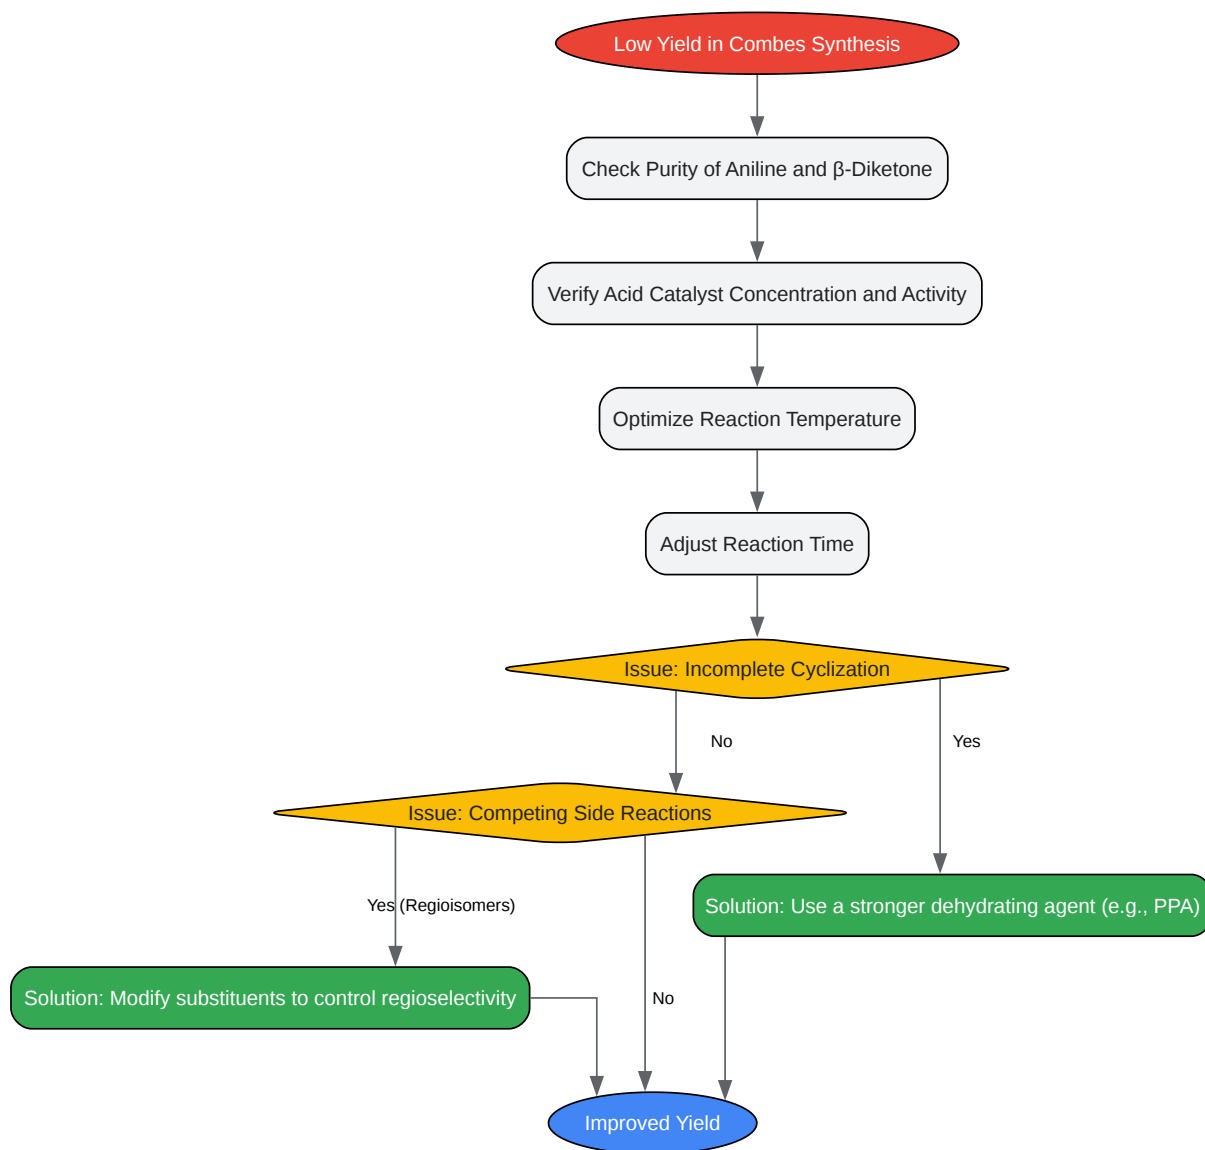 Low Yield in Combes Synthesis
Check Purity of Aniline and β-Diketone
Verify Acid Catalyst Concentration and Activity
Optimize Reaction Temperature
Adjust Reaction Time
Issue: Incomplete Cyclization
No
Yes
Issue: Competing Side Reactions
Yes (Regioisomers)
Solution: Use a stronger dehydrating agent (e.g., PPA)
Solution: Modify substituents to control regioselectivity
No
Improved Yield